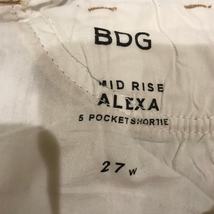 BDG
MID RISE
ALEXA
5 POCKET SHORTIE
27 W